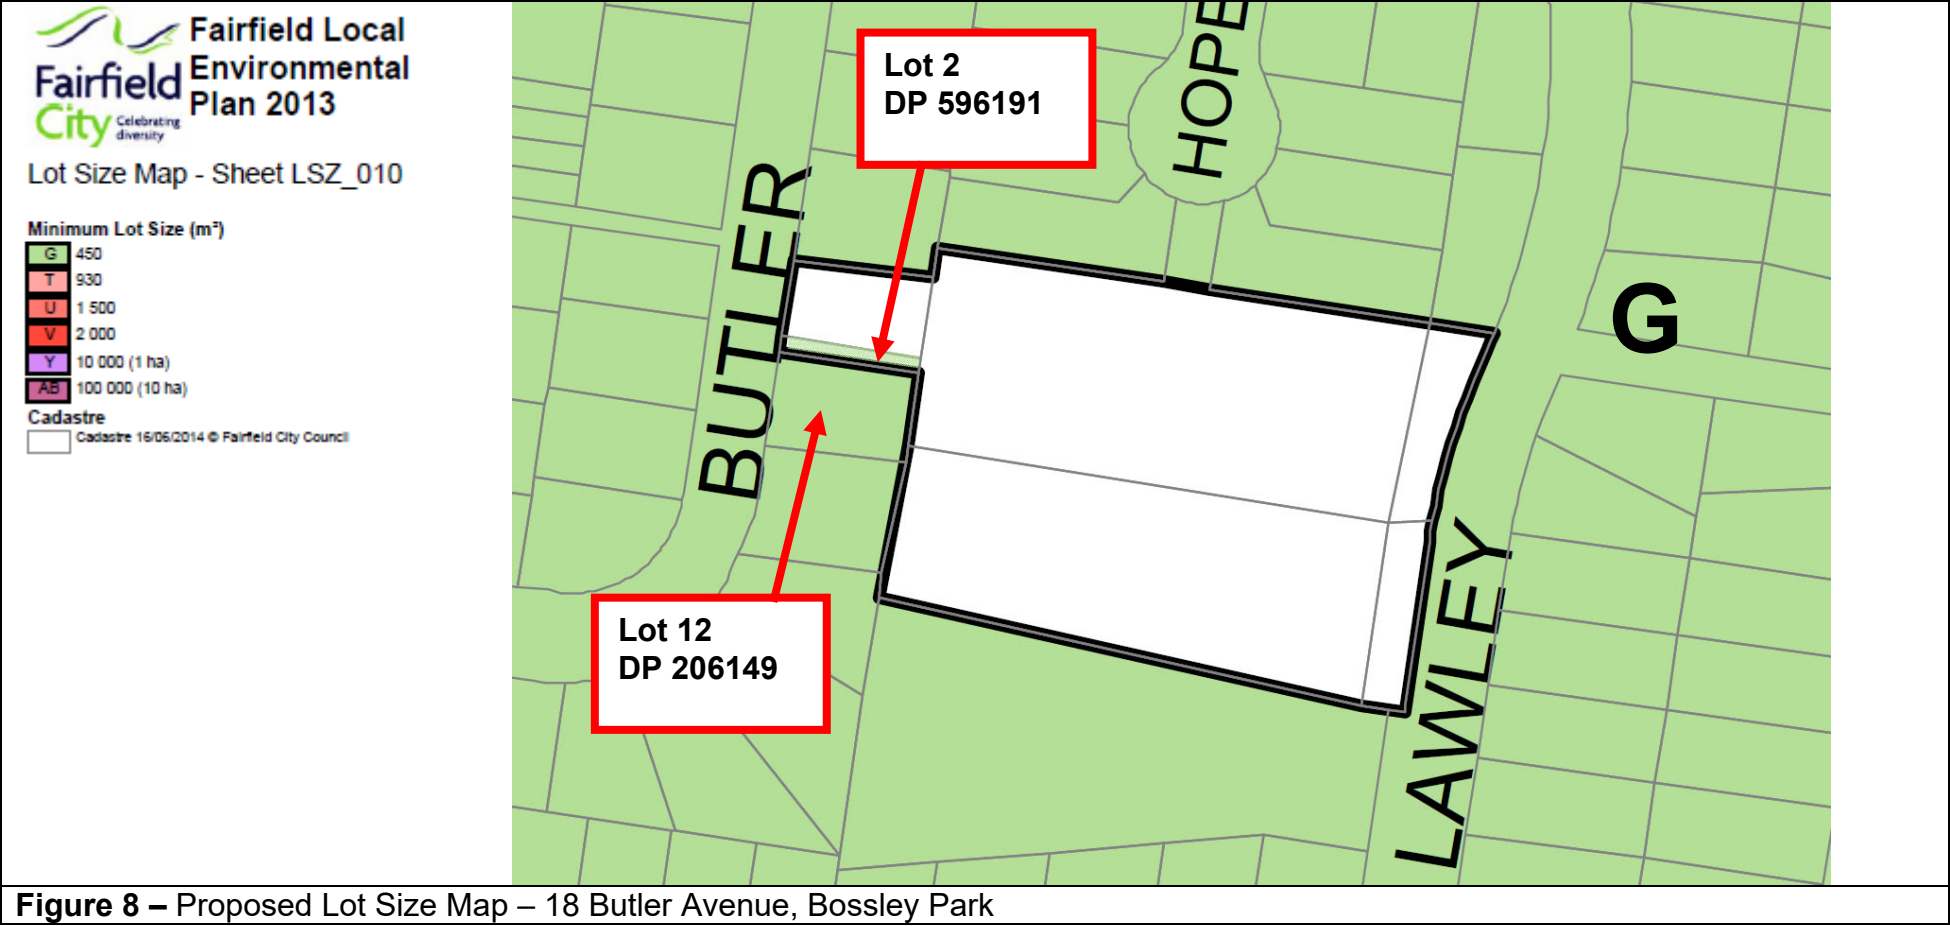 Fairfield
City
Celebrating
diversity
Fairfield Local
Environmental
Plan 2013
Lot Size Map - Sheet LSZ_010
Minimum Lot Size (m²)
G 450
T 930
U 1 500
V 2 000
Y 10 000 (1 ha)
AB 100 000 (10 ha)
Cadastre
Cadastre 16/06/2014 © Fairfield City Council
Lot 2
DP 596191
HOPE
BUTLER
G
Lot 12
DP 206149
LAWLEY
Figure 8 – Proposed Lot Size Map – 18 Butler Avenue, Bossley Park